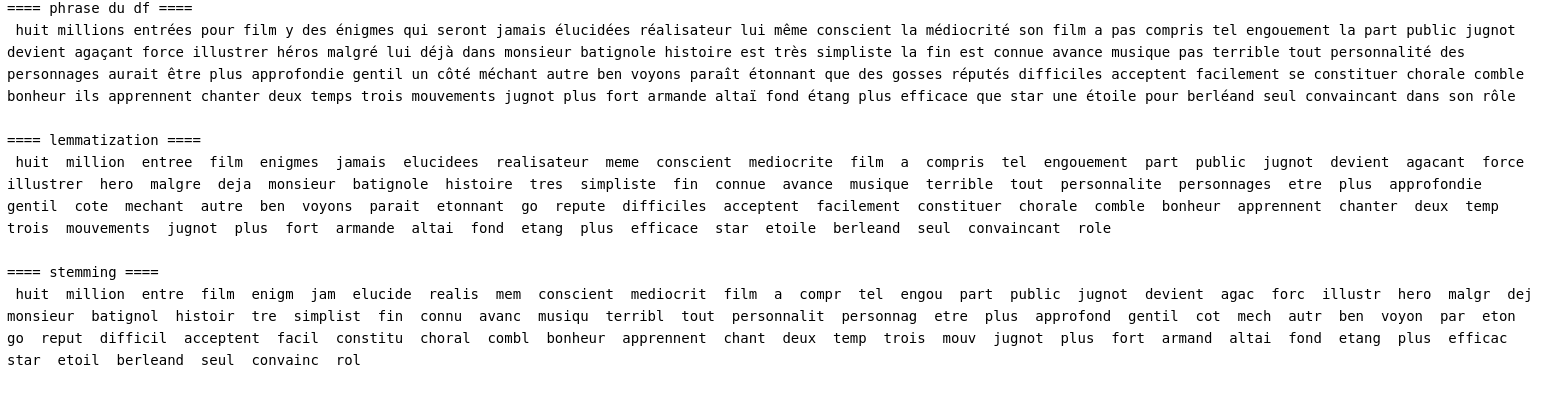 ==== phrase du df ====
huit millions entrées pour film y des énigmes qui seront jamais élucidées réalisateur lui même conscient la médiocrité son film a pas compris tel engouement la part public jugnot
devient agaçant force illustrer héros malgré lui déjà dans monsieur batignole histoire est très simpliste la fin est connue avance musique pas terrible tout personnalité des
personnages aurait être plus approfondie gentil un côté méchant autre ben voyons paraît étonnant que des gosses réputés difficiles acceptent facilement se constituer chorale comble
bonheur ils apprennent chanter deux temps trois mouvements jugnot plus fort armande altaï fond étang plus efficace que star une étoile pour berléand seul convaincant dans son rôle
==== lemmatization ====
huit million entree film enigmes jamais elucidees realisateur meme conscient mediocrite film a compris tel engouement part public jugnot devient agacant force
illustrer hero malgre deja monsieur batignole histoire tres simpliste fin connue avance musique terrible tout personnalite personnages etre plus approfondie
gentil cote mechant autre ben voyons parait etonnant go repute difficiles acceptent facilement constituer chorale comble bonheur apprennent chanter deux temp
trois mouvements jugnot plus fort armande altai fond etang plus efficace star etoile berleand seul convaincant role
==== stemming ====
huit million entre film enigm jam elucide realis mem conscient mediocrit film a compr tel engou part public jugnot devient agac forc illustr hero malgr dej
monsieur batignol histoir tre simplist fin connu avanc musiqu terribl tout personnalit personnag etre plus approfond gentil cot mech autr ben voyon par eton
go reput difficil acceptent facil constitu choral combl bonheur apprennent chant deux temp trois mouv jugnot plus fort armand altai fond etang plus efficac
star etoil berleand seul convainc rol